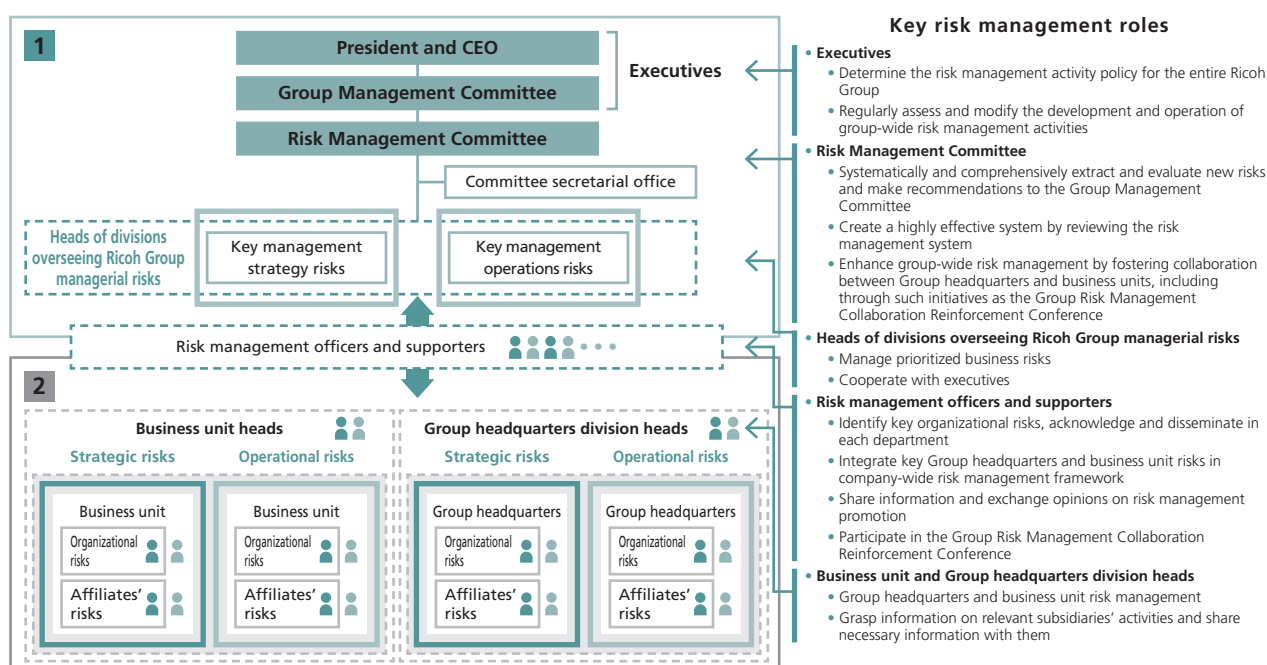 1
President and CEO
Group Management Committee
Executives
Risk Management Committee
Committee secretarial office
Heads of divisions
overseeing Ricoh Group
managerial risks
Key management
strategy risks
Key management
operations risks
Risk management officers and supporters
2
Business unit heads
Strategic risks
Operational risks
Business unit
Organizational
risks
Affiliates’
risks
Business unit
Organizational
risks
Affiliates’
risks
Group headquarters division heads
Strategic risks
Operational risks
Group headquarters
Organizational
risks
Affiliates’
risks
Group headquarters
Organizational
risks
Affiliates’
risks
Key risk management roles
• Executives
• Determine the risk management activity policy for the entire Ricoh
Group
• Regularly assess and modify the development and operation of
group-wide risk management activities
• Risk Management Committee
• Systematically and comprehensively extract and evaluate new risks
and make recommendations to the Group Management
Committee
• Create a highly effective system by reviewing the risk
management system
• Enhance group-wide risk management by fostering collaboration
between Group headquarters and business units, including
through such initiatives as the Group Risk Management
Collaboration Reinforcement Conference
• Heads of divisions overseeing Ricoh Group managerial risks
• Manage prioritized business risks
• Cooperate with executives
• Risk management officers and supporters
• Identify key organizational risks, acknowledge and disseminate in
each department
• Integrate key Group headquarters and business unit risks in
company-wide risk management framework
• Share information and exchange opinions on risk management
promotion
• Participate in the Group Risk Management Collaboration
Reinforcement Conference
• Business unit and Group headquarters division heads
• Group headquarters and business unit risk management
• Grasp information on relevant subsidiaries’ activities and share
necessary information with them